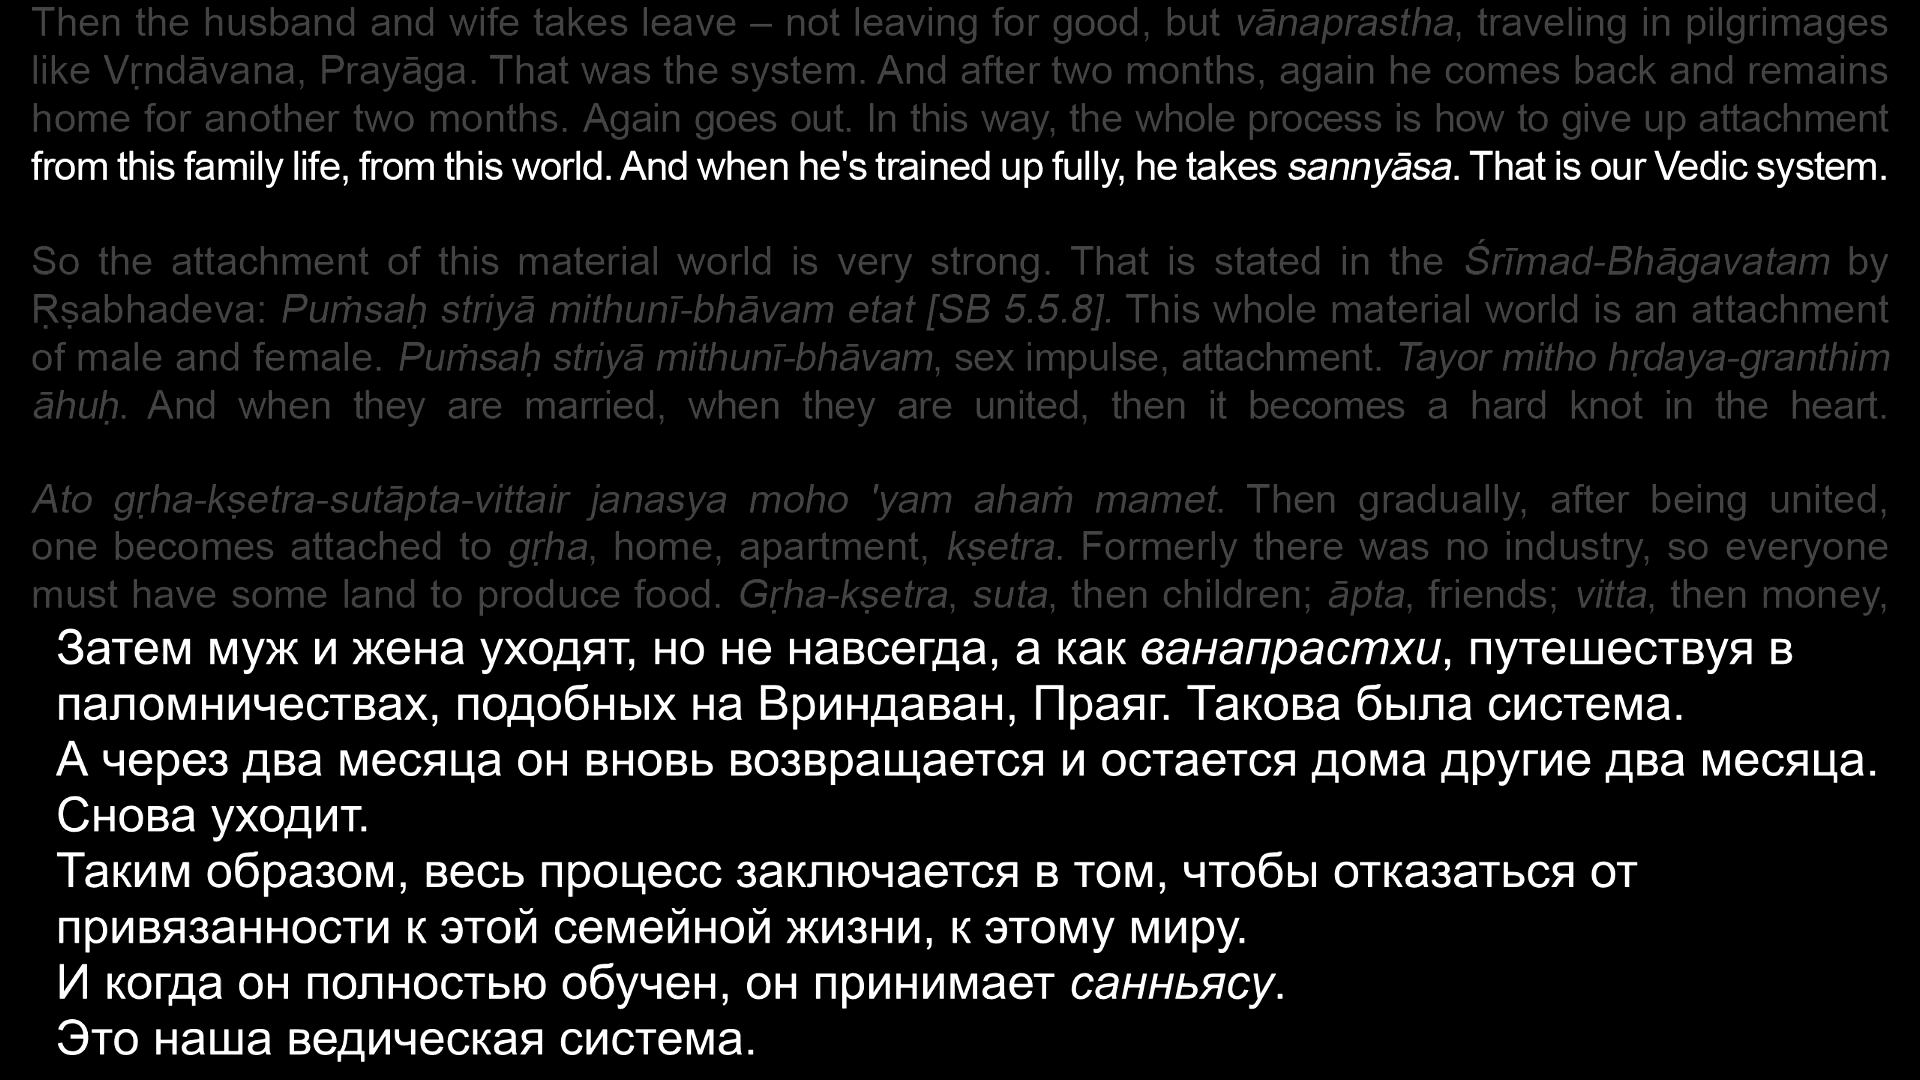 Then the husband and wife takes leave – not leaving for good, but vānaprastha, traveling in pilgrimages
like Vṛndāvana, Prayāga. That was the system. And after two months, again he comes back and remains
home for another two months. Again goes out. In this way, the whole process is how to give up attachment
from this family life, from this world. And when he's trained up fully, he takes sannyāsa. That is our Vedic system.
So the attachment of this material world is very strong. That is stated in the Śrīmad-Bhāgavatam by
Ṛṣabhadeva: Puṁsaḥ striyā mithunī-bhāvam etat [SB 5.5.8]. This whole material world is an attachment
of male and female. Puṁsaḥ striyā mithunī-bhāvam, sex impulse, attachment. Tayor mitho hṛdaya-granthim
āhuḥ. And when they are married, when they are united, then it becomes a hard knot in the heart.
Ato gṛha-kṣetra-sutāpta-vittair janasya moho 'yam ahaṁ mamet. Then gradually, after being united,
one becomes attached to gṛha, home, apartment, kṣetra. Formerly there was no industry, so everyone
must have some land to produce food. Gṛha-kṣetra, suta, then children; āpta, friends; vitta, then money,
Затем муж и жена уходят, но не навсегда, а как ванапрастхи, путешествуя в
паломничествах, подобных на Вриндаван, Праяг. Такова была система.
А через два месяца он вновь возвращается и остается дома другие два месяца.
Снова уходит.
Таким образом, весь процесс заключается в том, чтобы отказаться от
привязанности к этой семейной жизни, к этому миру.
И когда он полностью обучен, он принимает санньясу.
Это наша ведическая система.